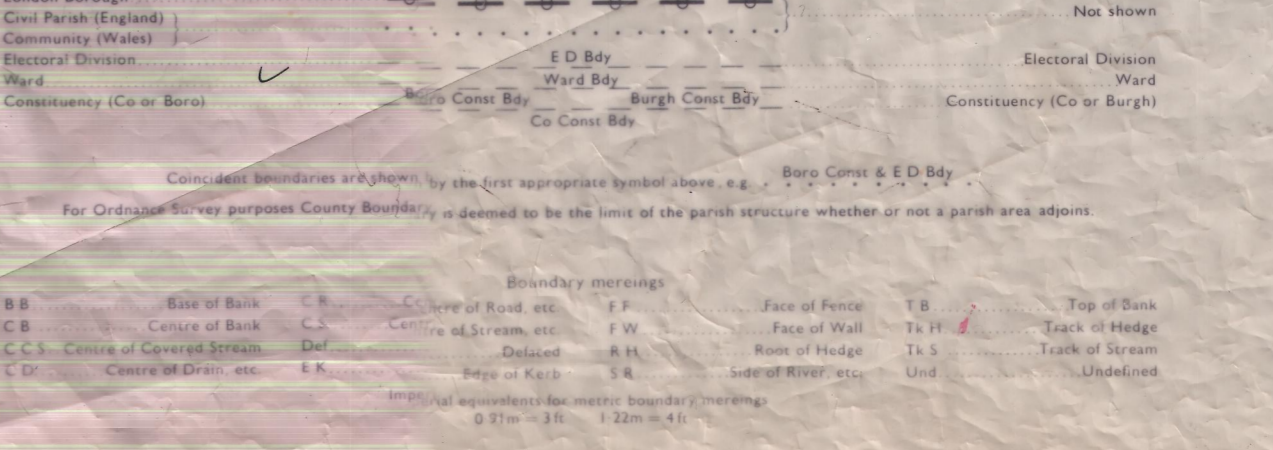 Civil Parish (England) Not shown
Community (Wales)
Electoral Division E D Bdy Electoral Division
Ward Ward Bdy Ward
Constituency (Co or Boro) Boro Const Bdy Burgh Const Bdy Constituency (Co or Burgh)
Co Const Bdy
Coincident boundaries are shown by the first appropriate symbol above, e.g. Boro Const & E D Bdy
For Ordnance Survey purposes County Boundary is deemed to be the limit of the parish structure whether or not a parish area adjoins.
Boundary mereings
B B Base of Bank C R Centre of Road, etc F F Face of Fence T B Top of Bank
C B Centre of Bank C S Centre of Stream, etc F W Face of Wall Tk H Track of Hedge
C C S Centre of Covered Stream Def Defaced R H Root of Hedge Tk S Track of Stream
C D Centre of Drain, etc. E K Edge of Kerb S R Side of River, etc. Und Undefined
Imperial equivalents for metric boundary mereings
0·91m = 3ft 1·22m = 4ft